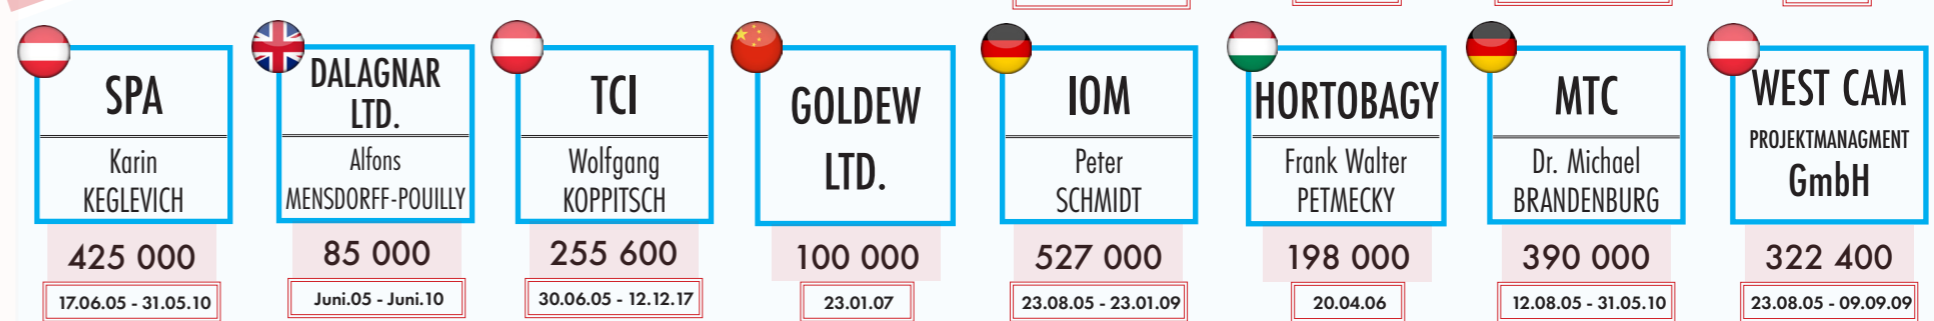 SPA
Karin
KEGLEVICH
425 000
17.06.05 - 31.05.10
DALAGNAR
LTD.
Alfons
MENSDORFF-POUILLY
85 000
Juni.05 - Juni.10
TCI
Wolfgang
KOPPITSCH
255 600
30.06.05 - 12.12.17
GOLDEW
LTD.
100 000
23.01.07
IOM
Peter
SCHMIDT
527 000
23.08.05 - 23.01.09
HORTOBAGY
Frank Walter
PETMECKY
198 000
20.04.06
MTC
Dr. Michael
BRANDENBURG
390 000
12.08.05 - 31.05.10
WEST CAM
PROJEKTMANAGMENT
GmbH
322 400
23.08.05 - 09.09.09